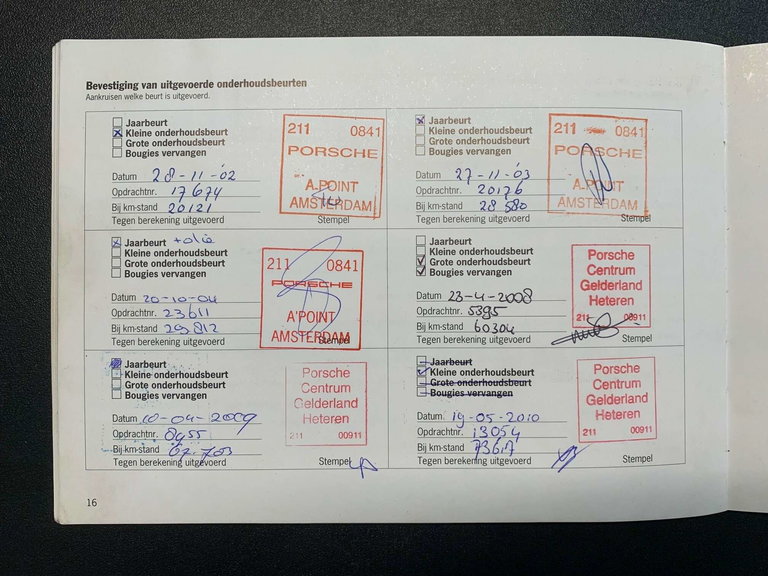 Bevestiging van uitgevoerde onderhoudsbeurten
Aankruisen welke beurt is uitgevoerd.
Jaarbeurt
Kleine onderhoudsbeurt
Grote onderhoudsbeurt
Bougies vervangen
Datum 28-11-'02
Opdrachtnr. 17674
Bij km-stand 20121
Tegen berekening uitgevoerd
Stempel
211 0841
PORSCHE
A-POINT
AMSTERDAM
Jaarbeurt
Kleine onderhoudsbeurt
Grote onderhoudsbeurt
Bougies vervangen
Datum 27-11-'03
Opdrachtnr. 20176
Bij km-stand 28580
Tegen berekening uitgevoerd
Stempel
211 0841
PORSCHE
A-POINT
AMSTERDAM
Jaarbeurt +olie
Kleine onderhoudsbeurt
Grote onderhoudsbeurt
Bougies vervangen
Datum 20-10-04
Opdrachtnr. 23611
Bij km-stand 29812
Tegen berekening uitgevoerd
Stempel
211 0841
PORSCHE
A'POINT
AMSTERDAM
Jaarbeurt
Kleine onderhoudsbeurt
Grote onderhoudsbeurt
Bougies vervangen
Datum 23-4-2008
Opdrachtnr. 5395
Bij km-stand 60304
Tegen berekening uitgevoerd
Stempel
Porsche
Centrum
Gelderland
Heteren
211 00911
Jaarbeurt
Kleine onderhoudsbeurt
Grote onderhoudsbeurt
Bougies vervangen
Datum 10-04-2009
Opdrachtnr. 8955
Bij km-stand 67.703
Tegen berekening uitgevoerd
Stempel
Porsche
Centrum
Gelderland
Heteren
211 00911
Jaarbeurt
Kleine onderhoudsbeurt
Grote onderhoudsbeurt
Bougies vervangen
Datum. 19-05-2010
Opdrachtnr. 13054
Bij km-stand 73617
Tegen berekening uitgevoerd
Stempel
Porsche
Centrum
Gelderland
Heteren
211 00911
16